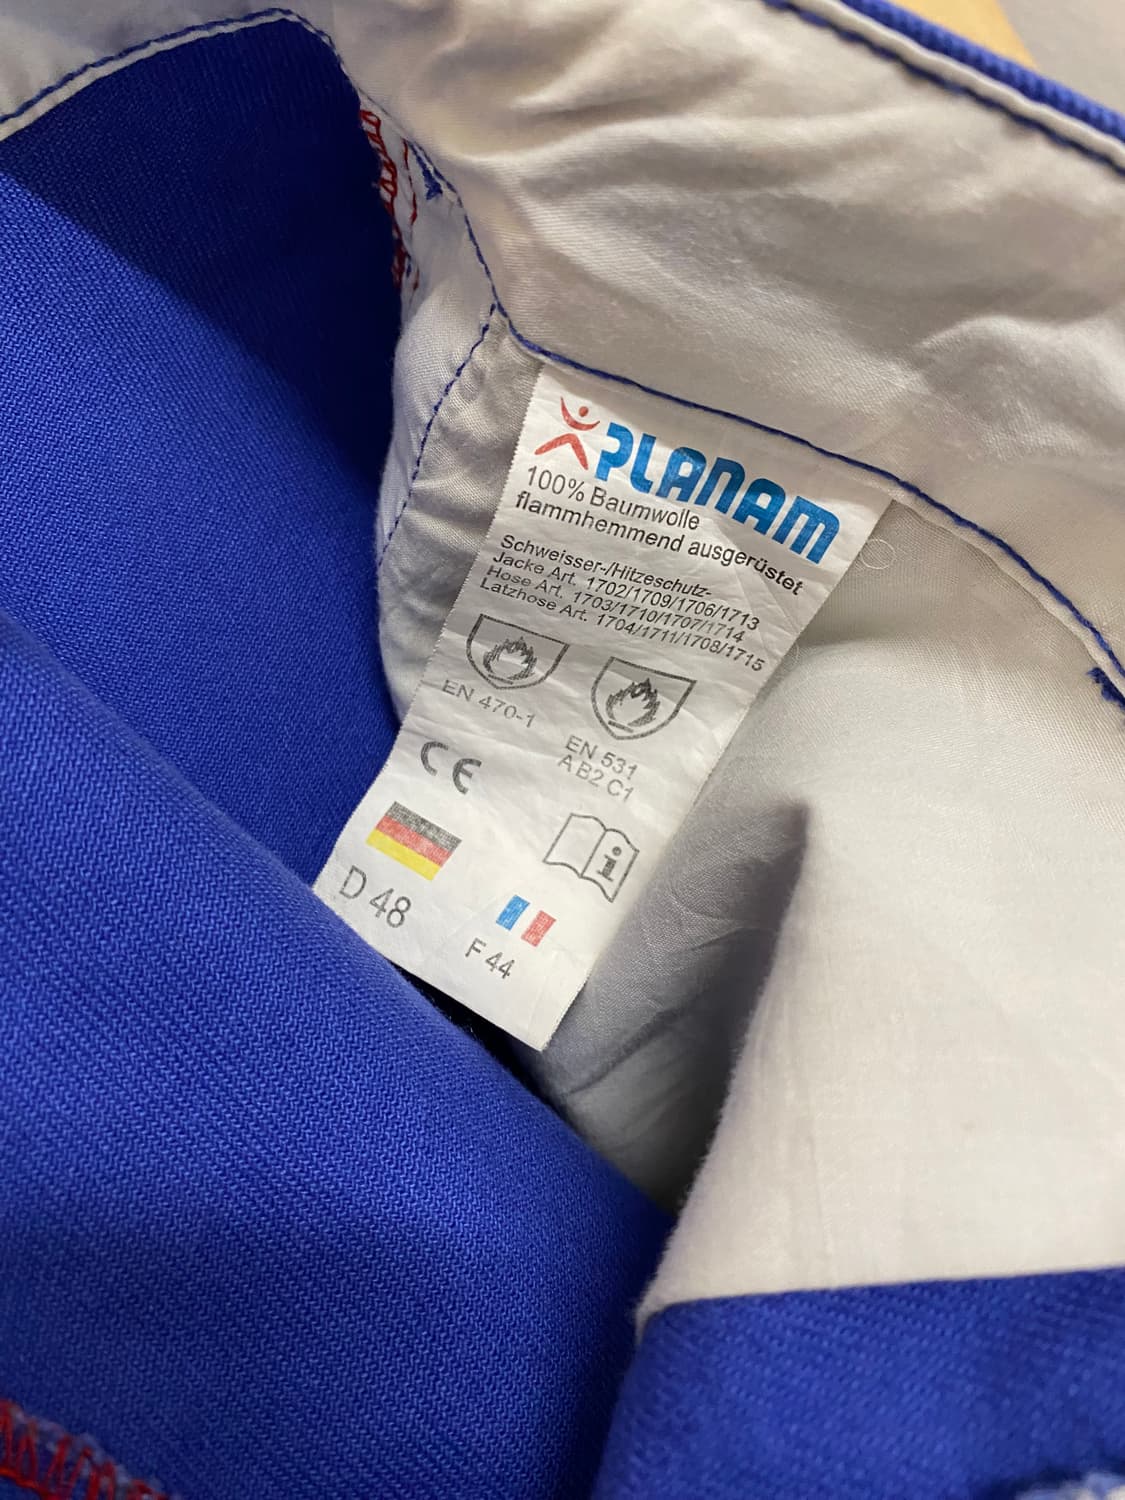 PLANAM
100% Baumwolle
flammhemmend ausgerüstet
Schweisser-/Hitzeschutz-
Jacke Art. 1702/1709/1706/1713
Hose Art. 1703/1710/1707/1714
Latzhose Art. 1704/1711/1708/1715
EN 470-1
EN 531
A B2 C1
CE
i
D 48
F 44